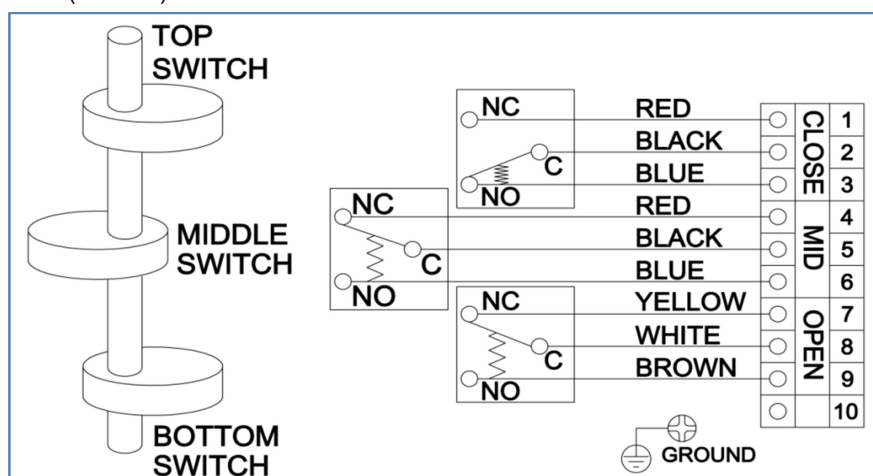 TOP
SWITCH
MIDDLE
SWITCH
BOTTOM
SWITCH
NC
C
NO
NC
C
NO
NC
C
NO
RED
BLACK
BLUE
RED
BLACK
BLUE
YELLOW
WHITE
BROWN
CLOSE
MID
OPEN
1
2
3
4
5
6
7
8
9
10
GROUND